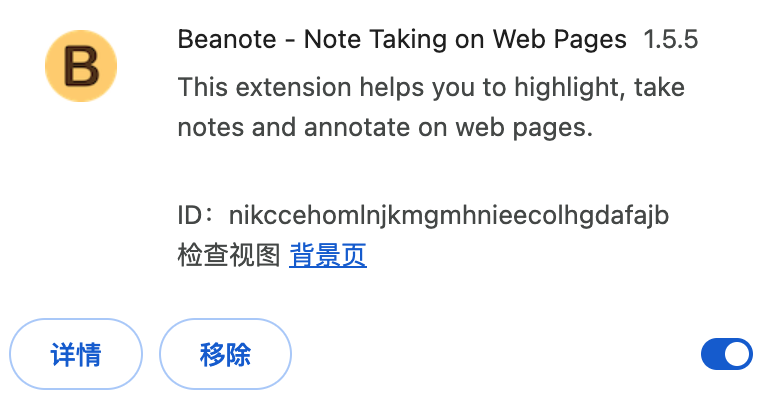 B
Beanote - Note Taking on Web Pages 1.5.5
This extension helps you to highlight, take
notes and annotate on web pages.
ID：nikccehomlnjkmgmhnieecolhgdafajb
检查视图 背景页
详情 移除